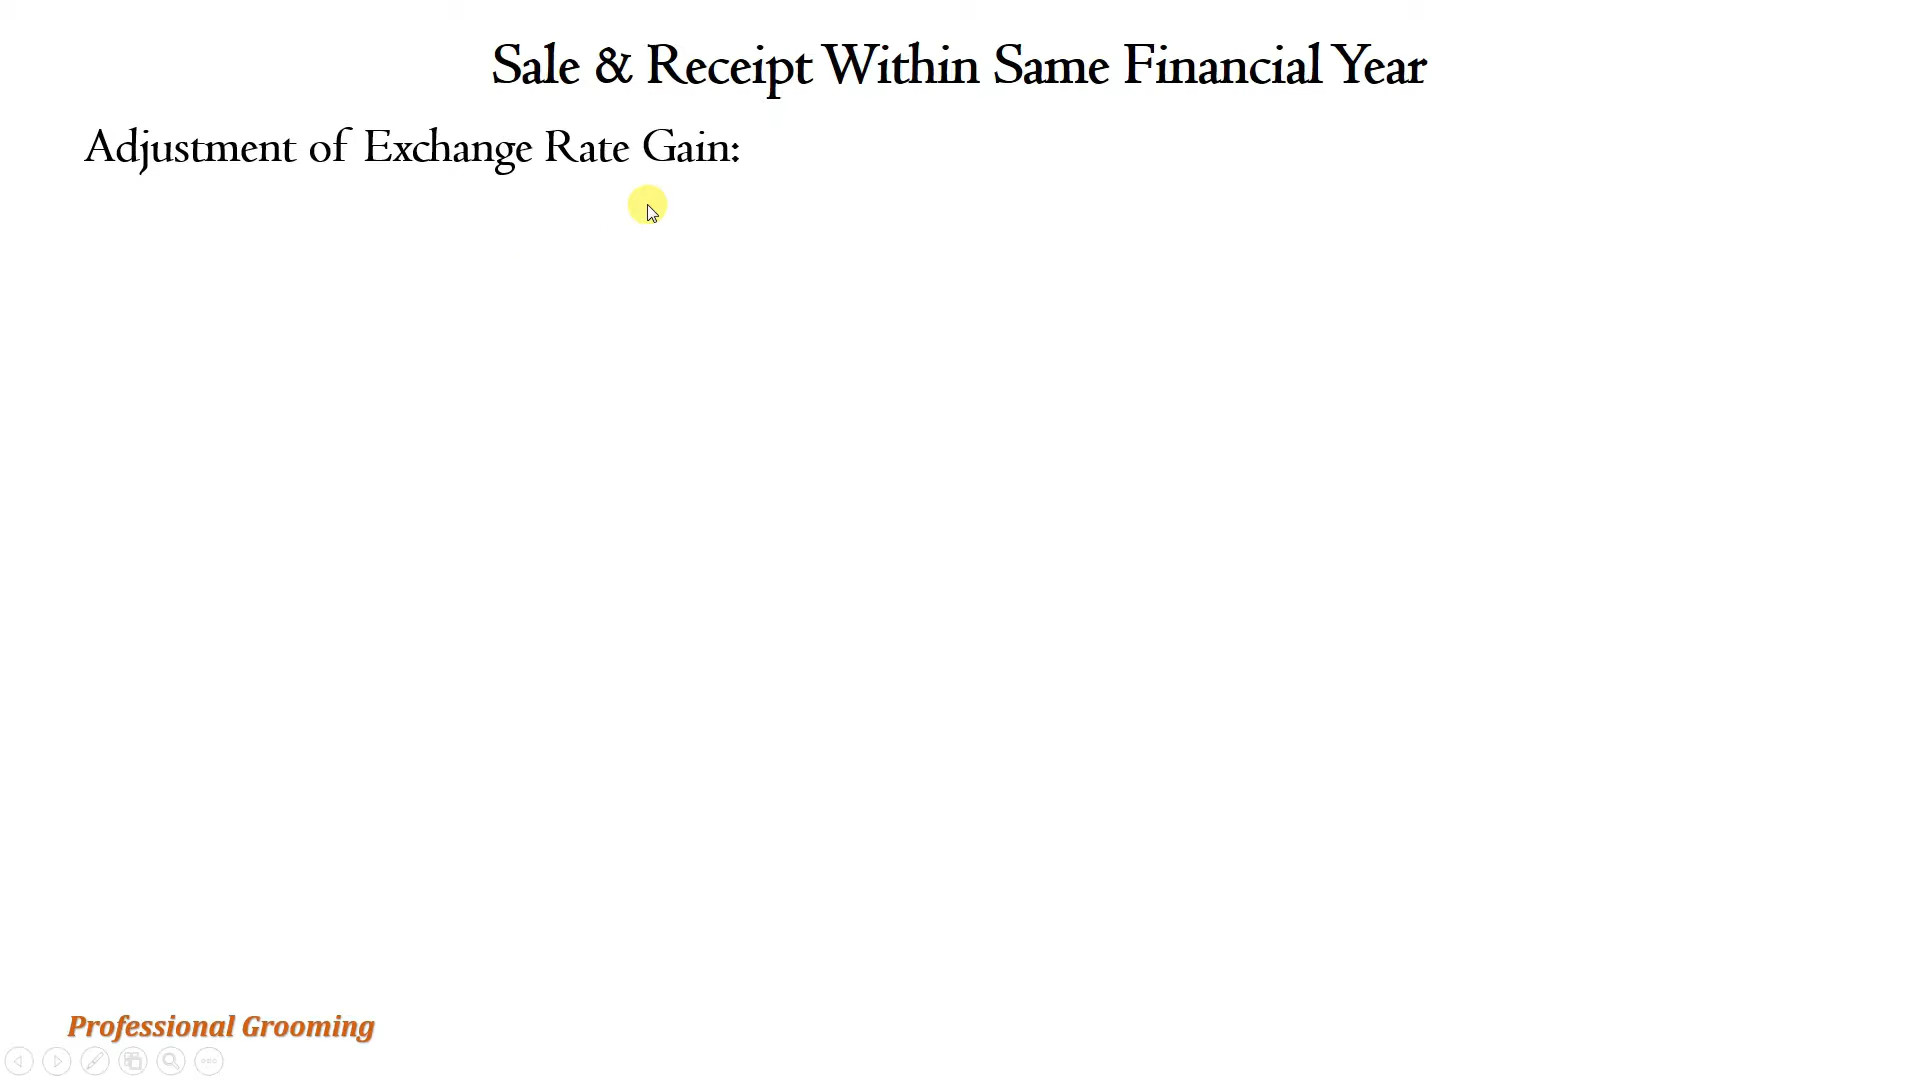 Sale & Receipt Within Same Financial Year
Adjustment of Exchange Rate Gain:
Professional Grooming